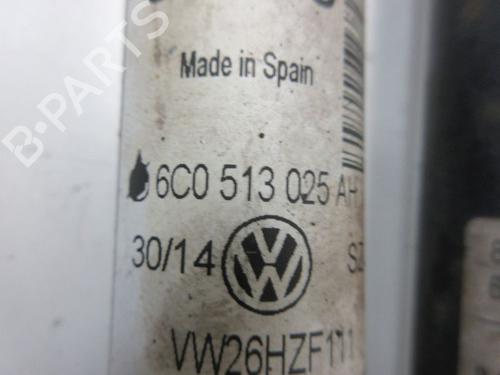 Made in Spain
6C0 513 025 AH
30/14
VW26HZF111
B-PARTS